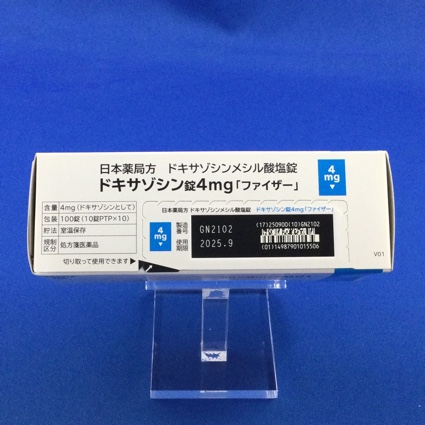 日本薬局方 ドキサゾシンメシル酸塩錠
ドキサゾシン錠4mg「ファイザー」
4
mg
含量 4mg(ドキサゾシンとして)
包装 100錠(10錠PTP×10)
貯法 室温保存
規制区分 処方箋医薬品
切り取って使用できます
日本薬局方 ドキサゾシンメシル酸塩錠 ドキサゾシン錠4mg「ファイザー」
4
mg
製造番号 GN2102
使用期限 2025.9
(17)250900(10)GN2102
(01)14987901015506
V01